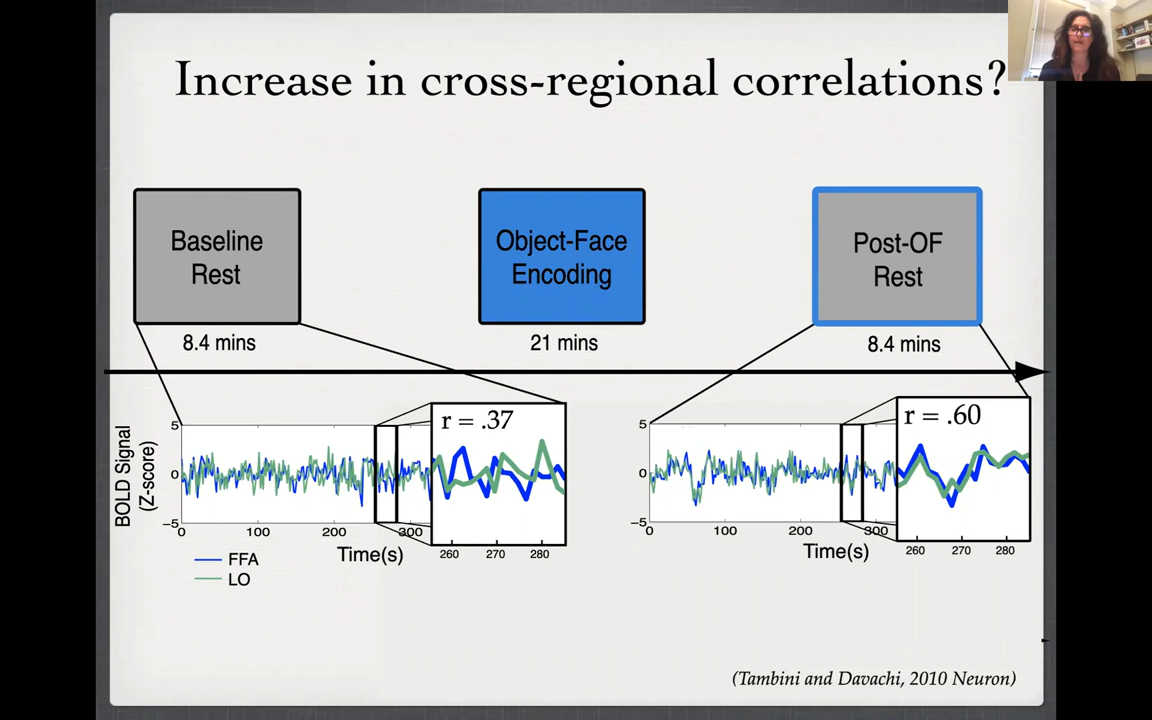 Increase in cross-regional correlations?
Baseline
Rest
Object-Face
Encoding
Post-OF
Rest
8.4 mins
21 mins
8.4 mins
BOLD Signal
(Z-score)
5
0
-5
0
100
200
300
Time(s)
r = .37
260
270
280
FFA
LO
5
0
-5
0
100
200
300
Time(s)
r = .60
260
270
280
(Tambini and Davachi, 2010 Neuron)